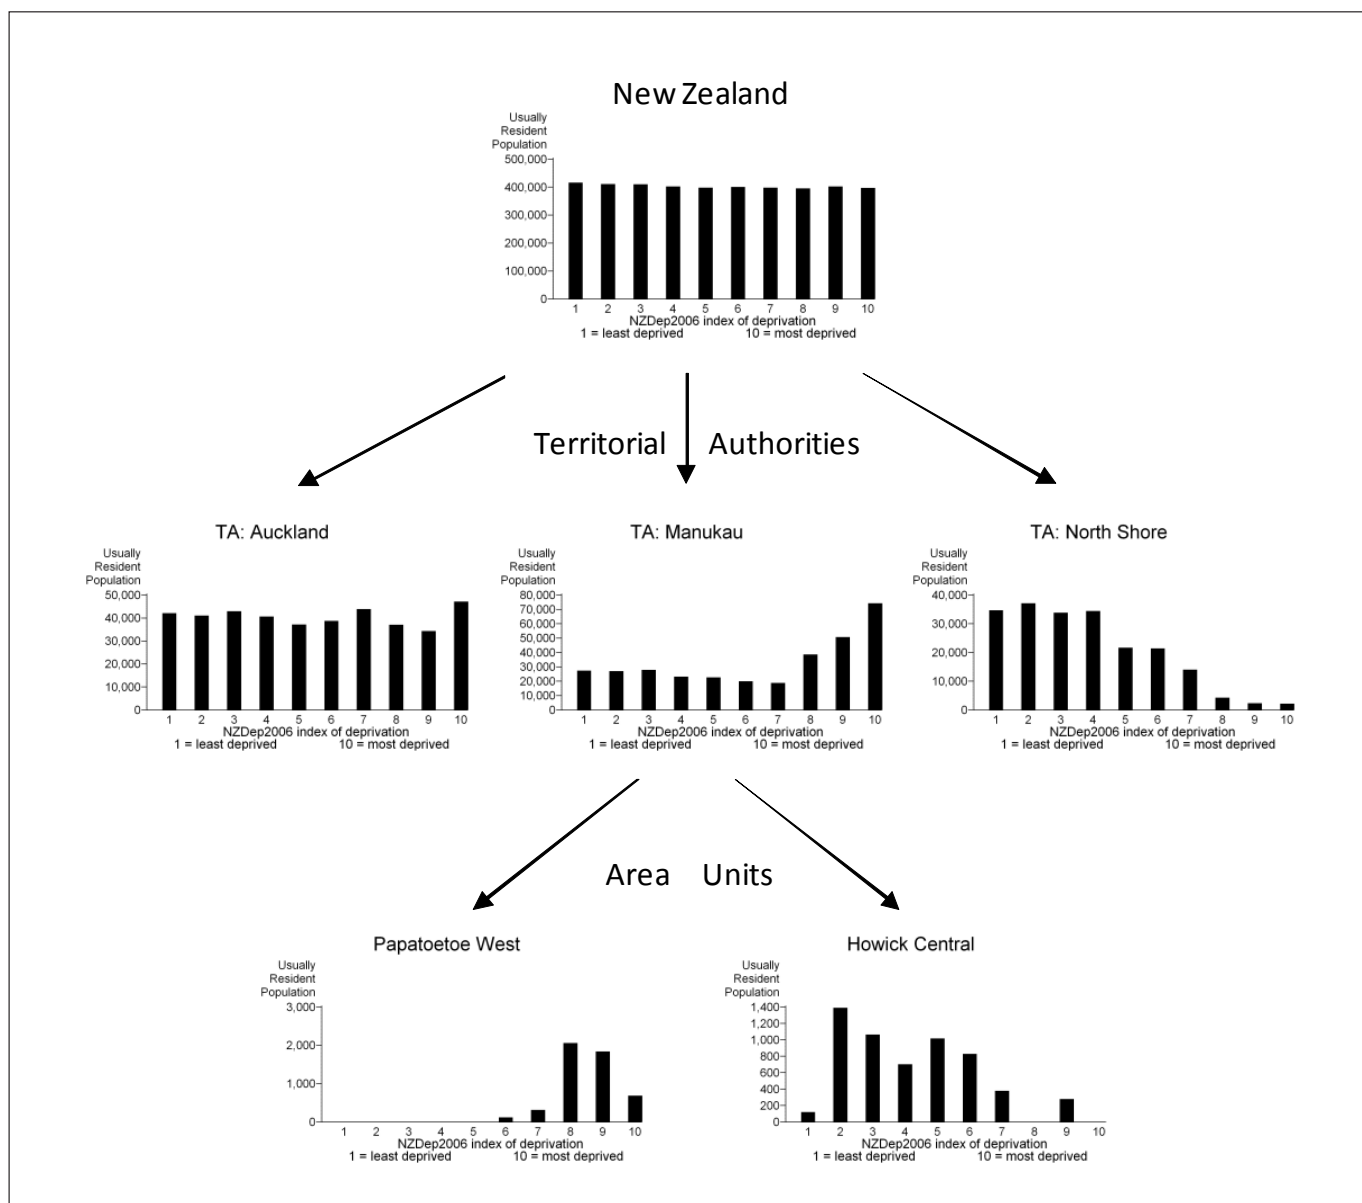 New Zealand
Usually
Resident
Population
500,000
400,000
300,000
200,000
100,000
0
1 2 3 4 5 6 7 8 9 10
NZDep2006 index of deprivation
1 = least deprived 10 = most deprived
Territorial Authorities
TA: Auckland
Usually
Resident
Population
50,000
40,000
30,000
20,000
10,000
0
1 2 3 4 5 6 7 8 9 10
NZDep2006 index of deprivation
1 = least deprived 10 = most deprived
TA: Manukau
Usually
Resident
Population
80,000
70,000
60,000
50,000
40,000
30,000
20,000
10,000
0
1 2 3 4 5 6 7 8 9 10
NZDep2006 index of deprivation
1 = least deprived 10 = most deprived
TA: North Shore
Usually
Resident
Population
40,000
30,000
20,000
10,000
0
1 2 3 4 5 6 7 8 9 10
NZDep2006 index of deprivation
1 = least deprived 10 = most deprived
Area Units
Papatoetoe West
Usually
Resident
Population
3,000
2,000
1,000
0
1 2 3 4 5 6 7 8 9 10
NZDep2006 index of deprivation
1 = least deprived 10 = most deprived
Howick Central
Usually
Resident
Population
1,400
1,200
1,000
800
600
400
200
0
1 2 3 4 5 6 7 8 9 10
NZDep2006 index of deprivation
1 = least deprived 10 = most deprived